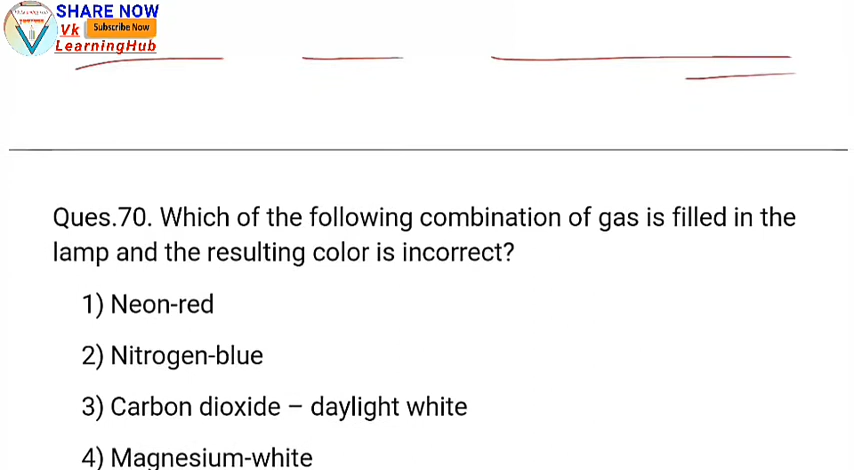 SHARE NOW
Vk Subscribe Now
LearningHub
Ques.70. Which of the following combination of gas is filled in the
lamp and the resulting color is incorrect?
1) Neon-red
2) Nitrogen-blue
3) Carbon dioxide – daylight white
4) Magnesium-white